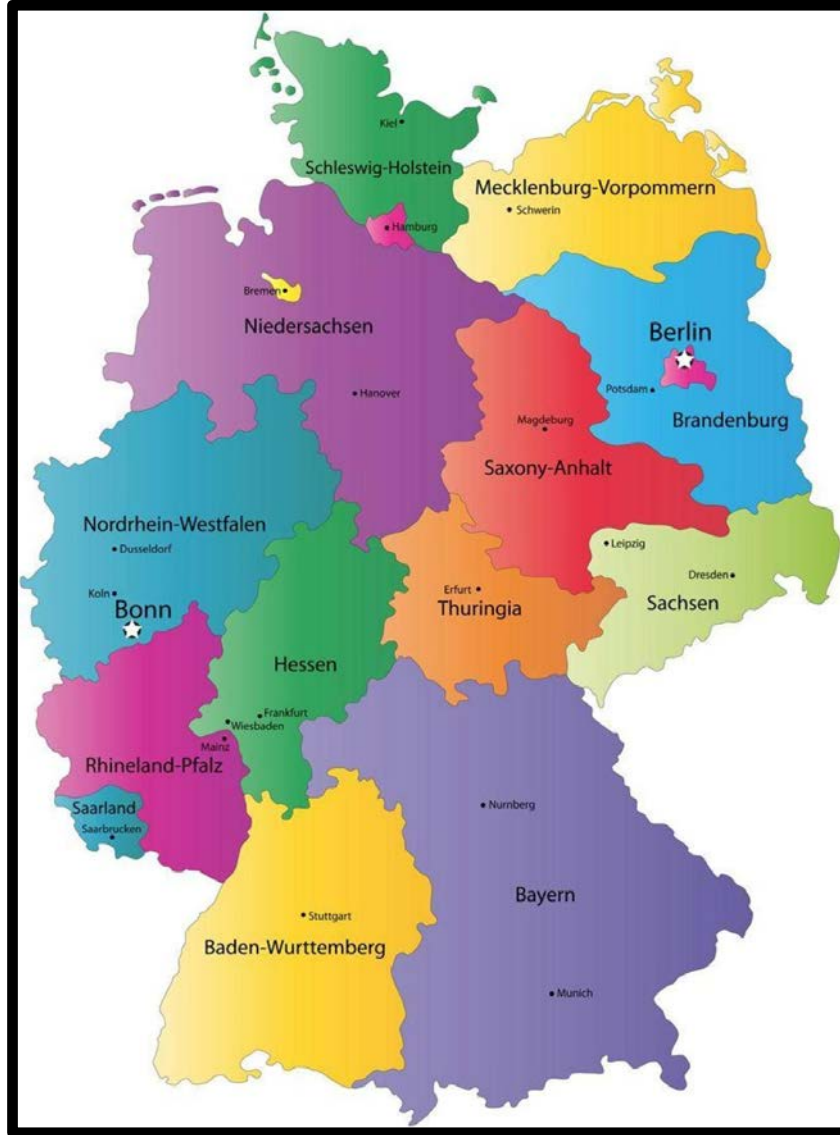 Kiel
Schleswig-Holstein
Mecklenburg-Vorpommern
Schwerin
Hamburg
Bremen
Niedersachsen
Berlin
Hanover
Potsdam
Brandenburg
Magdeburg
Saxony-Anhalt
Nordrhein-Westfalen
Dusseldorf
Leipzig
Dresden
Koln
Erfurt
Bonn
Thuringia
Sachsen
Hessen
Frankfurt
Wiesbaden
Mainz
Rhineland-Pfalz
Saarland
Nurnberg
Saarbrucken
Bayern
Stuttgart
Baden-Wurttemberg
Munich